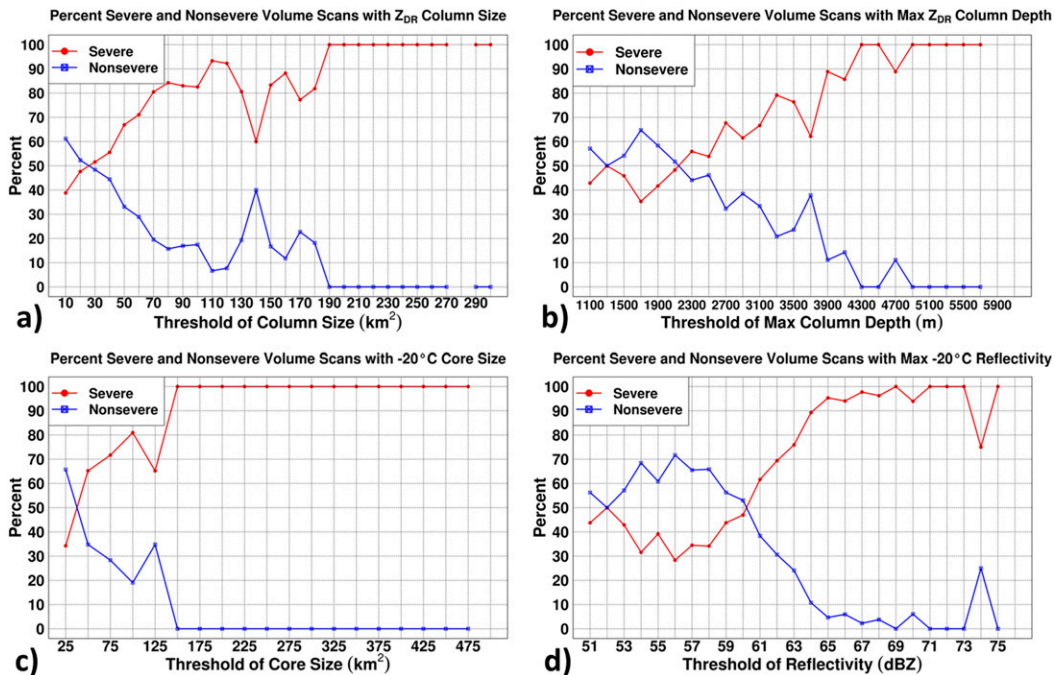 Percent Severe and Nonsevere Volume Scans with ZDR Column Size
100
90
80
70
60
50
40
30
20
10
0
Percent
Severe
Nonsevere
10 30 50 70 90 110 130 150 170 190 210 230 250 270 290
Threshold of Column Size (km²)
a)
Percent Severe and Nonsevere Volume Scans with Max ZDR Column Depth
100
90
80
70
60
50
40
30
20
10
0
Percent
Severe
Nonsevere
1100 1500 1900 2300 2700 3100 3500 3900 4300 4700 5100 5500 5900
Threshold of Max Column Depth (m)
b)
Percent Severe and Nonsevere Volume Scans with -20°C Core Size
100
90
80
70
60
50
40
30
20
10
0
Percent
Severe
Nonsevere
25 75 125 175 225 275 325 375 425 475
Threshold of Core Size (km²)
c)
Percent Severe and Nonsevere Volume Scans with Max -20°C Reflectivity
100
90
80
70
60
50
40
30
20
10
0
Percent
Severe
Nonsevere
51 53 55 57 59 61 63 65 67 69 71 73 75
Threshold of Reflectivity (dBZ)
d)